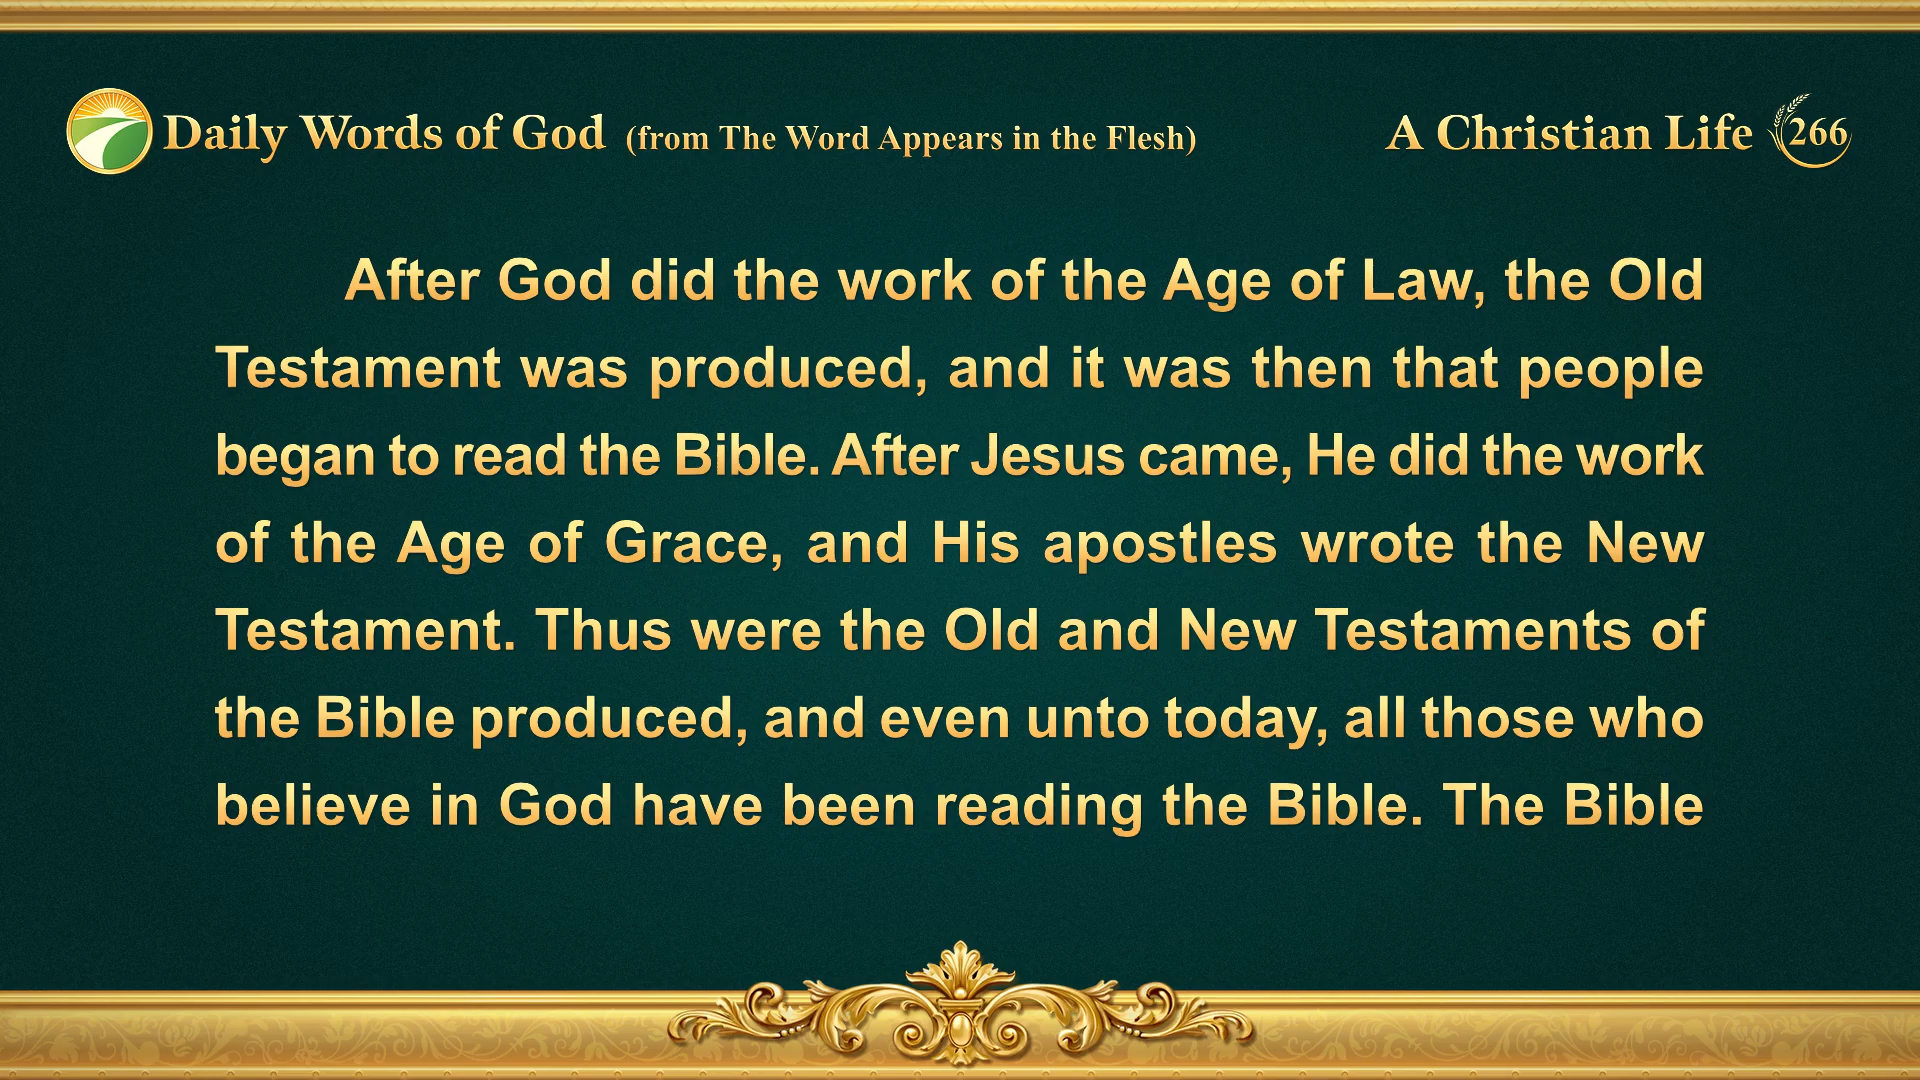 Daily Words of God (from The Word Appears in the Flesh)
A Christian Life 266
After God did the work of the Age of Law, the Old
Testament was produced, and it was then that people
began to read the Bible. After Jesus came, He did the work
of the Age of Grace, and His apostles wrote the New
Testament. Thus were the Old and New Testaments of
the Bible produced, and even unto today, all those who
believe in God have been reading the Bible. The Bible